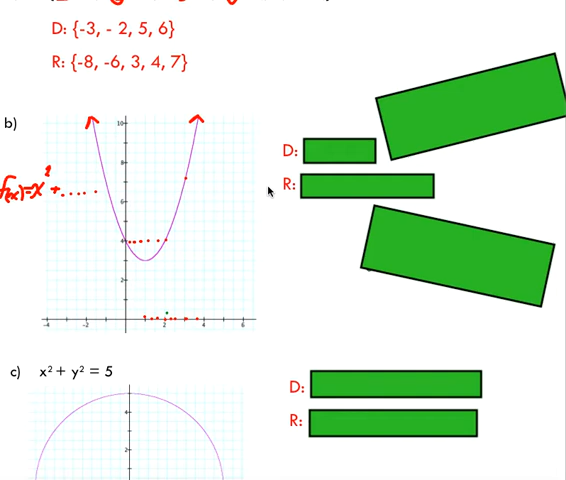 D: {-3, - 2, 5, 6}
R: {-8, -6, 3, 4, 7}
b)
10
8
6
4
2
-4 -2 2 4 6
f(x)=x² + ......
D:
R:
c) x² + y² = 5
4
2
D:
R: